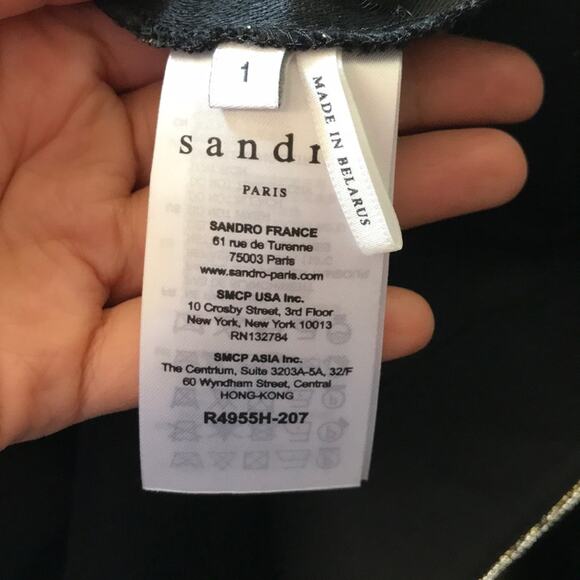 1
MADE IN BELARUS
sandr
PARIS
SANDRO FRANCE
61 rue de Turenne
75003 Paris
www.sandro-paris.com
SMCP USA Inc.
10 Crosby Street, 3rd Floor
New York, New York 10013
RN132784
SMCP ASIA Inc.
The Centrium, Suite 3203A-5A, 32/F
60 Wyndham Street, Central
HONG-KONG
R4955H-207